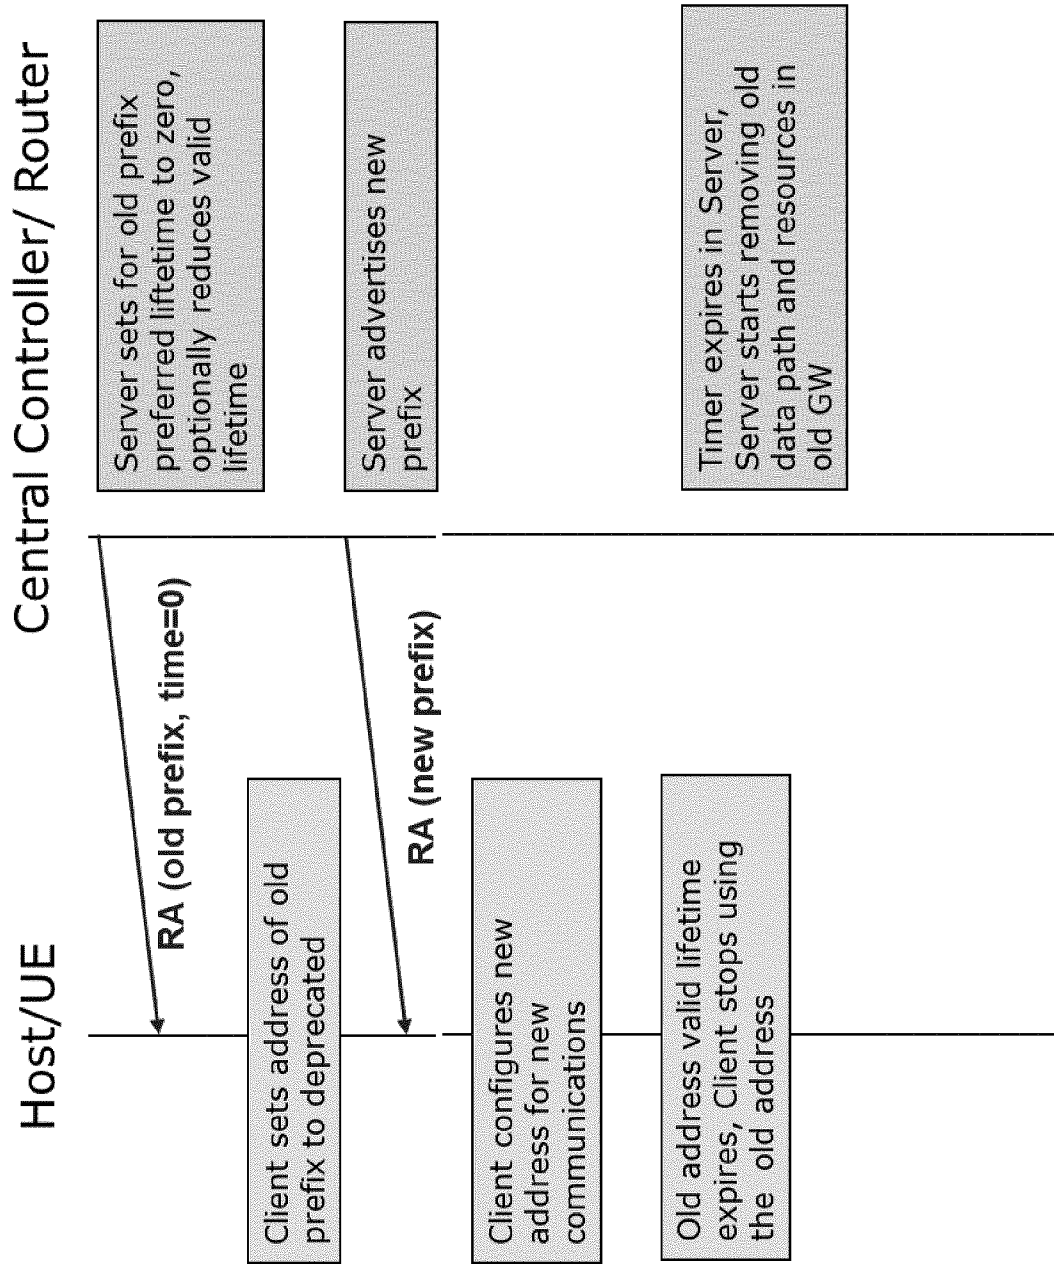 Host/UE
Central Controller/ Router
Server sets for old prefix
preferred liftetime to zero,
optionally reduces valid
lifetime
RA (old prefix, time=0)
Client sets address of old
prefix to deprecated
Server advertises new
prefix
RA (new prefix)
Client configures new
address for new
communications
Old address valid lifetime
expires, Client stops using
the old address
Timer expires in Server,
Server starts removing old
data path and resources in
old GW